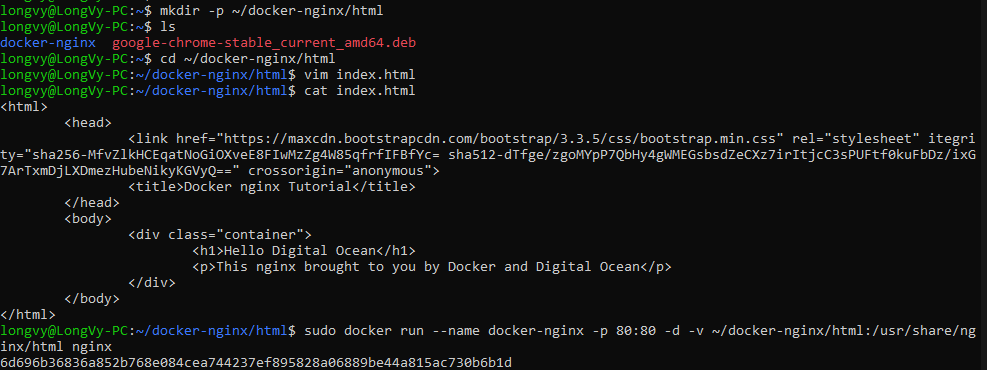 longvy@LongVy-PC:~$ mkdir -p ~/docker-nginx/html
longvy@LongVy-PC:~$ ls
docker-nginx  google-chrome-stable_current_amd64.deb
longvy@LongVy-PC:~$ cd ~/docker-nginx/html
longvy@LongVy-PC:~/docker-nginx/html$ vim index.html
longvy@LongVy-PC:~/docker-nginx/html$ cat index.html
<html>
        <head>
                <link href="https://maxcdn.bootstrapcdn.com/bootstrap/3.3.5/css/bootstrap.min.css" rel="stylesheet" itegri
ty="sha256-MfvZlkHCEqatNoGiOXveE8FIwMzZg4W85qfrfIFBfYc= sha512-dTfge/zgoMYpP7QbHy4gWMEGsbsdZeCXz7irItjcC3sPUFtf0kuFbDz/ixG
7ArTxmDjLXDmezHubeNikyKGVyQ==" crossorigin="anonymous">
                <title>Docker nginx Tutorial</title>
        </head>
        <body>
                <div class="container">
                        <h1>Hello Digital Ocean</h1>
                        <p>This nginx brought to you by Docker and Digital Ocean</p>
                </div>
        </body>
</html>
longvy@LongVy-PC:~/docker-nginx/html$ sudo docker run --name docker-nginx -p 80:80 -d -v ~/docker-nginx/html:/usr/share/ng
inx/html nginx
6d696b36836a852b768e084cea744237ef895828a06889be44a815ac730b6b1d